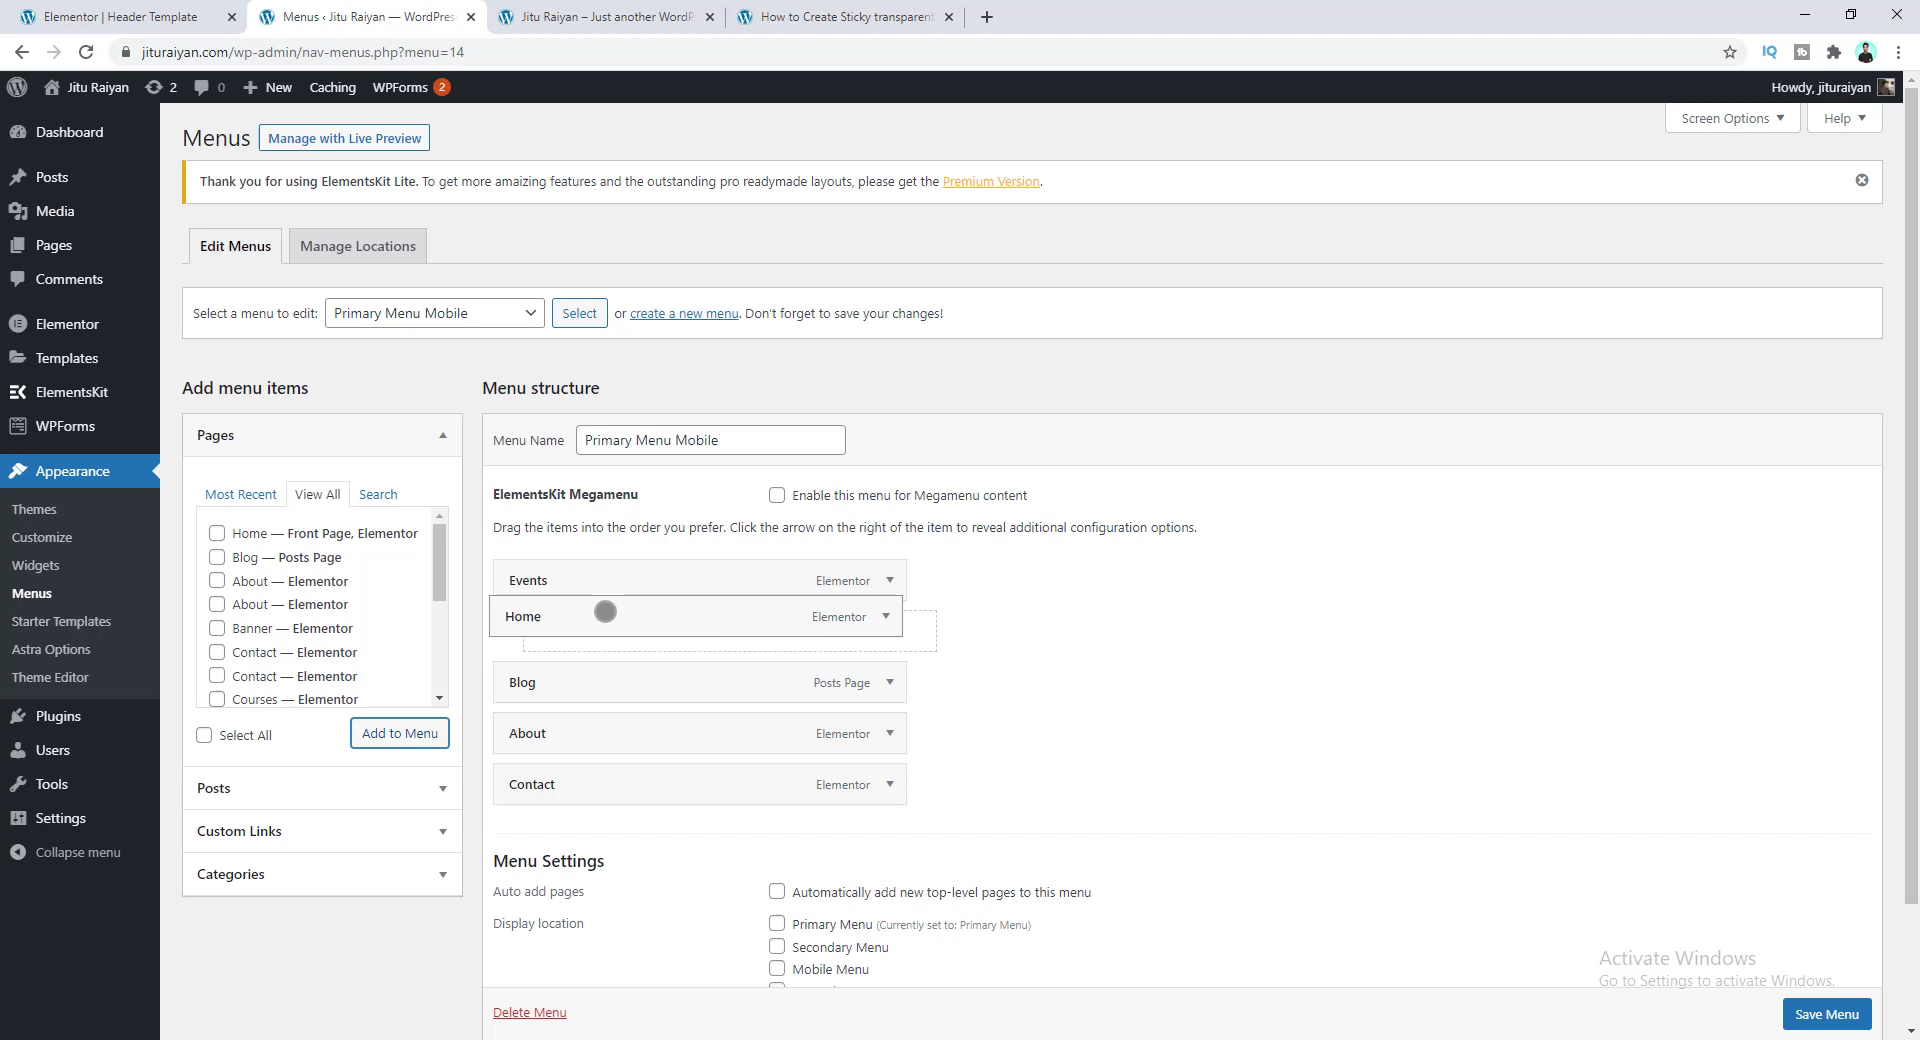 Elementor | Header Template
Menus ‹ Jitu Raiyan — WordPres
Jitu Raiyan – Just another WordP
How to Create Sticky transparent
jituraiyan.com/wp-admin/nav-menus.php?menu=14
IQ
Jitu Raiyan
2
0
New
Caching
WPForms
2
Howdy, jituraiyan
Dashboard
Posts
Media
Pages
Comments
Elementor
Templates
ElementsKit
WPForms
Appearance
Themes
Customize
Widgets
Menus
Starter Templates
Astra Options
Theme Editor
Plugins
Users
Tools
Settings
Collapse menu
Screen Options
Help
Menus
Manage with Live Preview
Thank you for using ElementsKit Lite. To get more amaizing features and the outstanding pro readymade layouts, please get the Premium Version.
Edit Menus
Manage Locations
Select a menu to edit:
Primary Menu Mobile
Select
or create a new menu. Don't forget to save your changes!
Add menu items
Pages
Most Recent
View All
Search
Home — Front Page, Elementor
Blog — Posts Page
About — Elementor
About — Elementor
Banner — Elementor
Contact — Elementor
Contact — Elementor
Courses — Elementor
Select All
Add to Menu
Posts
Custom Links
Categories
Menu structure
Menu Name
Primary Menu Mobile
ElementsKit Megamenu
Enable this menu for Megamenu content
Drag the items into the order you prefer. Click the arrow on the right of the item to reveal additional configuration options.
Events
Elementor
Home
Elementor
Blog
Posts Page
About
Elementor
Contact
Elementor
Menu Settings
Auto add pages
Automatically add new top-level pages to this menu
Display location
Primary Menu (Currently set to: Primary Menu)
Secondary Menu
Mobile Menu
Delete Menu
Save Menu
Activate Windows
Go to Settings to activate Windows.